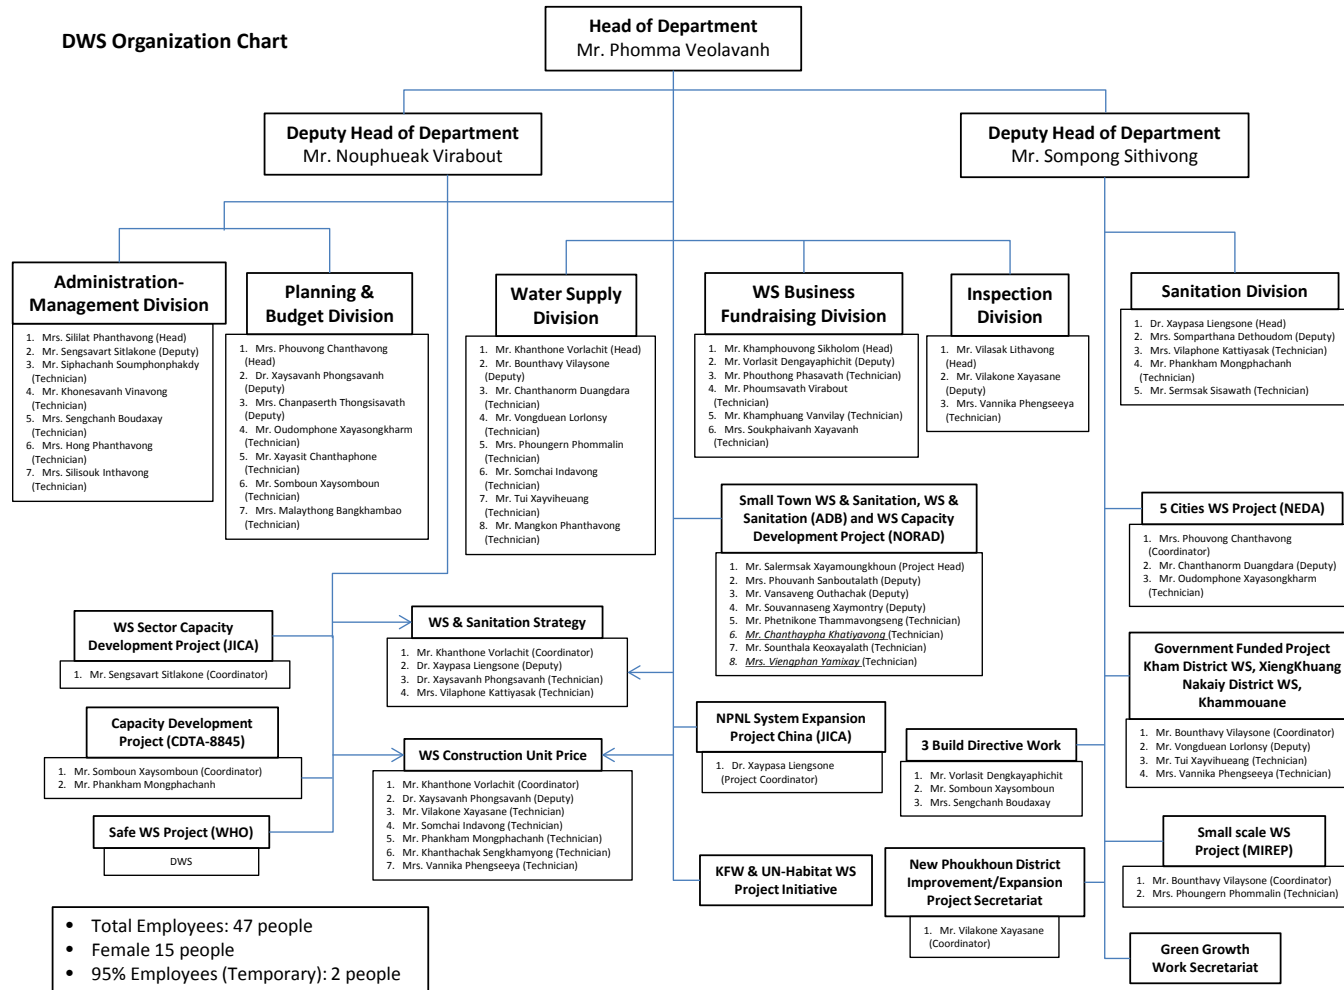 DWS Organization Chart
Head of Department
Mr. Phomma Veolavanh
Deputy Head of Department
Mr. Nouphueak Virabout
Deputy Head of Department
Mr. Sompong Sithivong
Administration-
Management Division
1. Mrs. Sililat Phanthavong (Head)
2. Mr. Sengsavart Sitlakone (Deputy)
3. Mr. Siphachanh Soumphonphakdy
(Technician)
4. Mr. Khonesavanh Vinavong
(Technician)
5. Mrs. Sengchanh Boudaxay
(Technician)
6. Mrs. Hong Phanthavong
(Technician)
7. Mrs. Silisouk Inthavong
(Technician)
Planning &
Budget Division
1. Mrs. Phouvong Chanthavong
(Head)
2. Dr. Xaysavanh Phongsavanh
(Deputy)
3. Mrs. Chanpaserth Thongsisavath
(Deputy)
4. Mr. Oudomphone Xayasongkharm
(Technician)
5. Mr. Xayasit Chanthaphone
(Technician)
6. Mr. Somboun Xaysomboun
(Technician)
7. Mrs. Malaythong Bangkhambao
(Technician)
Water Supply
Division
1. Mr. Khanthone Vorlachit (Head)
2. Mr. Bounthavy Vilaysone
(Deputy)
3. Mr. Chanthanorm Duangdara
(Technician)
4. Mr. Vongduean Lorlonsy
(Technician)
5. Mrs. Phoungern Phommalin
(Technician)
6. Mr. Somchai Indavong
(Technician)
7. Mr. Tui Xayviheuang
(Technician)
8. Mr. Mangkon Phanthavong
(Technician)
WS Business
Fundraising Division
1. Mr. Khamphouvong Sikholom (Head)
2. Mr. Vorlasit Dengayaphichit (Deputy)
3. Mr. Phouthong Phasavath (Technician)
4. Mr. Phoumsavath Virabout
(Technician)
5. Mr. Khamphuang Vanvilay (Technician)
6. Mrs. Soukphaivanh Xayavanh
(Technician)
Inspection
Division
1. Mr. Vilasak Lithavong
(Head)
2. Mr. Vilakone Xayasane
(Deputy)
3. Mrs. Vannika Phengseeya
(Technician)
Sanitation Division
1. Dr. Xaypasa Liengsone (Head)
2. Mrs. Somparthana Dethoudom (Deputy)
3. Mrs. Vilaphone Kattiyasak (Technician)
4. Mr. Phankham Mongphachanh
(Technician)
5. Mr. Sermsak Sisawath (Technician)
Small Town WS & Sanitation, WS &
Sanitation (ADB) and WS Capacity
Development Project (NORAD)
1. Mr. Salermsak Xayamoungkhoun (Project Head)
2. Mrs. Phouvanh Sanboutalath (Deputy)
3. Mr. Vansaveng Outhachak (Deputy)
4. Mr. Souvannaseng Xaymontry (Deputy)
5. Mr. Phetnikone Thammavongseng (Technician)
6. Mr. Chanthaypha Khatiyavong (Technician)
7. Mr. Sounthala Keoxayalath (Technician)
8. Mrs. Viengphan Yamixay (Technician)
5 Cities WS Project (NEDA)
1. Mrs. Phouvong Chanthavong
(Coordinator)
2. Mr. Chanthanorm Duangdara (Deputy)
3. Mr. Oudomphone Xayasongkharm
(Technician)
WS Sector Capacity
Development Project (JICA)
1. Mr. Sengsavart Sitlakone (Coordinator)
WS & Sanitation Strategy
1. Mr. Khanthone Vorlachit (Coordinator)
2. Dr. Xaypasa Liengsone (Deputy)
3. Dr. Xaysavanh Phongsavanh (Technician)
4. Mrs. Vilaphone Kattiyasak (Technician)
Government Funded Project
Kham District WS, XiengKhuang
Nakaiy District WS,
Khammouane
1. Mr. Bounthavy Vilaysone (Coordinator)
2. Mr. Vongduean Lorlonsy (Deputy)
3. Mr. Tui Xayvihueang (Technician)
4. Mrs. Vannika Phengseeya (Technician)
Capacity Development
Project (CDTA-8845)
1. Mr. Somboun Xaysomboun (Coordinator)
2. Mr. Phankham Mongphachanh
WS Construction Unit Price
1. Mr. Khanthone Vorlachit (Coordinator)
2. Dr. Xaysavanh Phongsavanh (Deputy)
3. Mr. Vilakone Xayasane (Technician)
4. Mr. Somchai Indavong (Technician)
5. Mr. Phankham Mongphachanh (Technician)
6. Mr. Khanthachak Sengkhamyong (Technician)
7. Mrs. Vannika Phengseeya (Technician)
NPNL System Expansion
Project China (JICA)
1. Dr. Xaypasa Liengsone
(Project Coordinator)
3 Build Directive Work
1. Mr. Vorlasit Dengkayaphichit
2. Mr. Somboun Xaysomboun
3. Mrs. Sengchanh Boudaxay
Safe WS Project (WHO)
DWS
Small scale WS
Project (MIREP)
1. Mr. Bounthavy Vilaysone (Coordinator)
2. Mrs. Phoungern Phommalin (Technician)
KFW & UN-Habitat WS
Project Initiative
New Phoukhoun District
Improvement/Expansion
Project Secretariat
1. Mr. Vilakone Xayasane
(Coordinator)
Green Growth
Work Secretariat
• Total Employees: 47 people
• Female 15 people
• 95% Employees (Temporary): 2 people